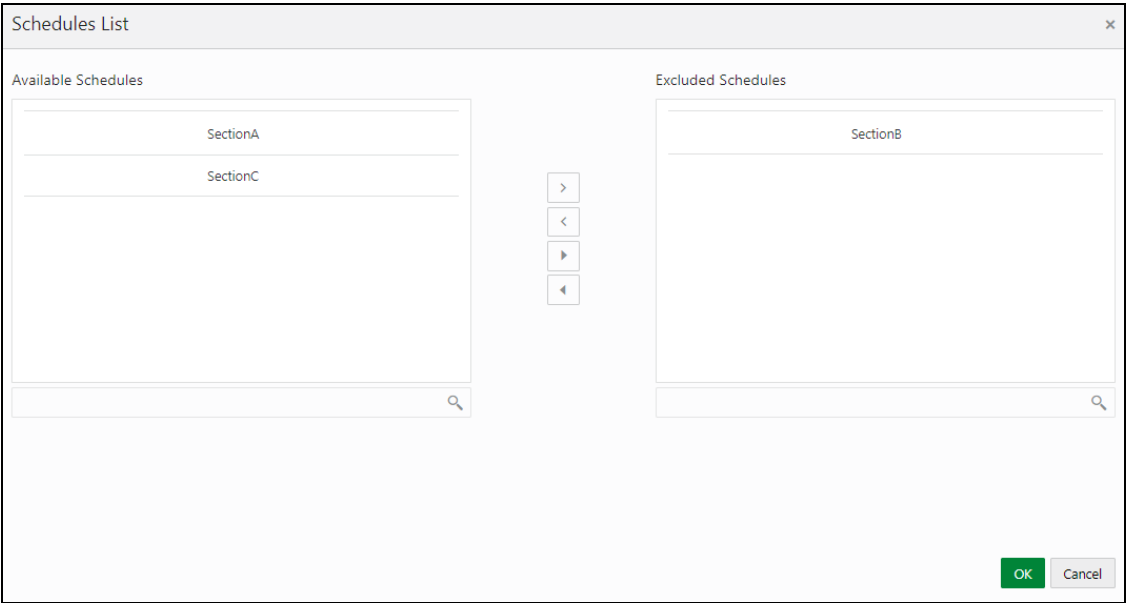 Schedules List ×
Available Schedules
SectionA
SectionC
Excluded Schedules
SectionB
OK Cancel